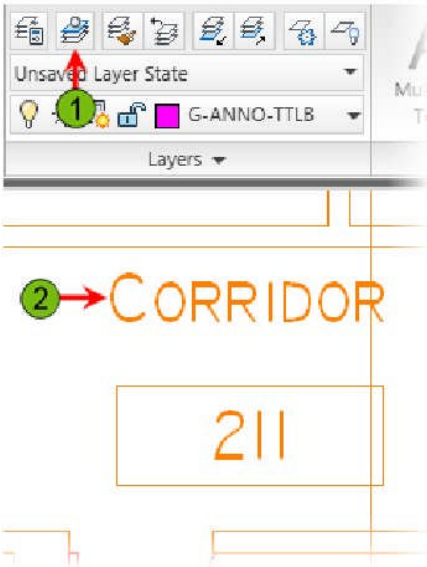 Unsaved Layer State
1
G-ANNO-TTLB
Layers
2
CORRIDOR
211